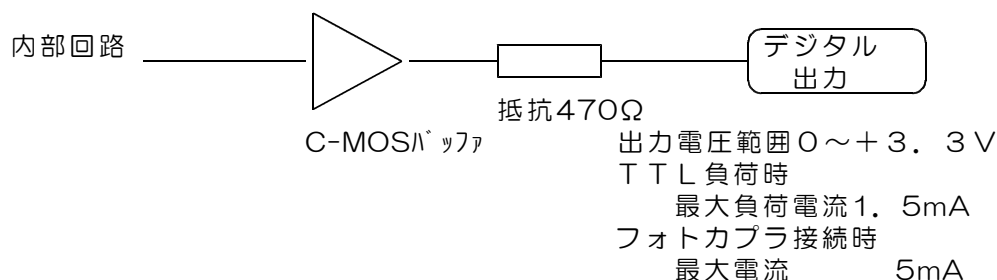 内部回路
デジタル
出力
抵抗470Ω
C-MOSﾊﾞｯﾌｧ
出力電圧範囲０～＋３．３Ｖ
ＴＴＬ負荷時
最大負荷電流1．5mA
フォトカプラ接続時
最大電流 5mA